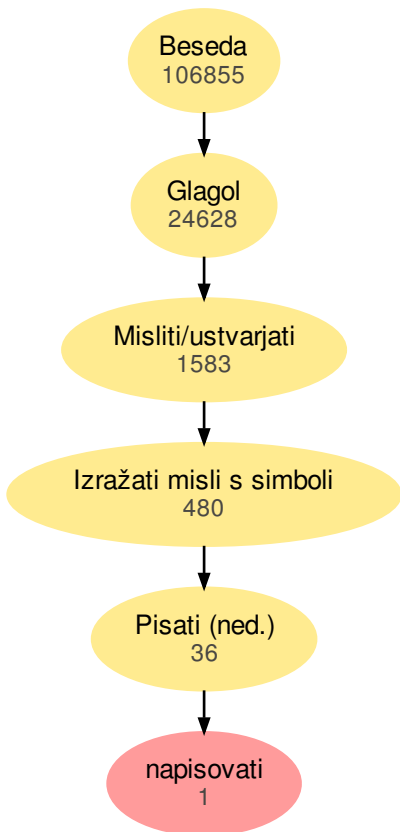 Beseda
106855
Glagol
24628
Misliti/ustvarjati
1583
Izražati misli s simboli
480
Pisati (ned.)
36
napisovati
1